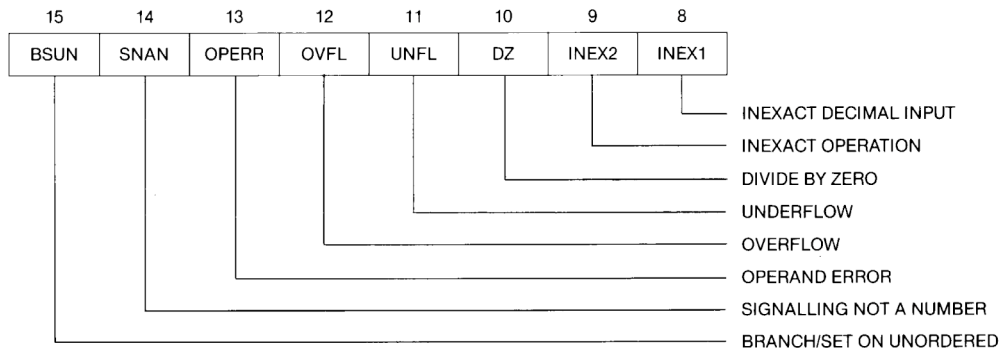 15 14 13 12 11 10 9 8
BSUN SNAN OPERR OVFL UNFL DZ INEX2 INEX1
INEXACT DECIMAL INPUT
INEXACT OPERATION
DIVIDE BY ZERO
UNDERFLOW
OVERFLOW
OPERAND ERROR
SIGNALLING NOT A NUMBER
BRANCH/SET ON UNORDERED